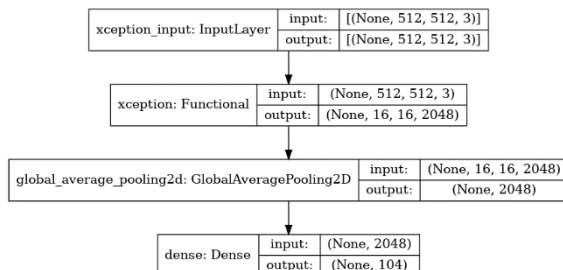 xception_input: InputLayer
input: [(None, 512, 512, 3)]
output: [(None, 512, 512, 3)]
xception: Functional
input: (None, 512, 512, 3)
output: (None, 16, 16, 2048)
global_average_pooling2d: GlobalAveragePooling2D
input: (None, 16, 16, 2048)
output: (None, 2048)
dense: Dense
input: (None, 2048)
output: (None, 104)